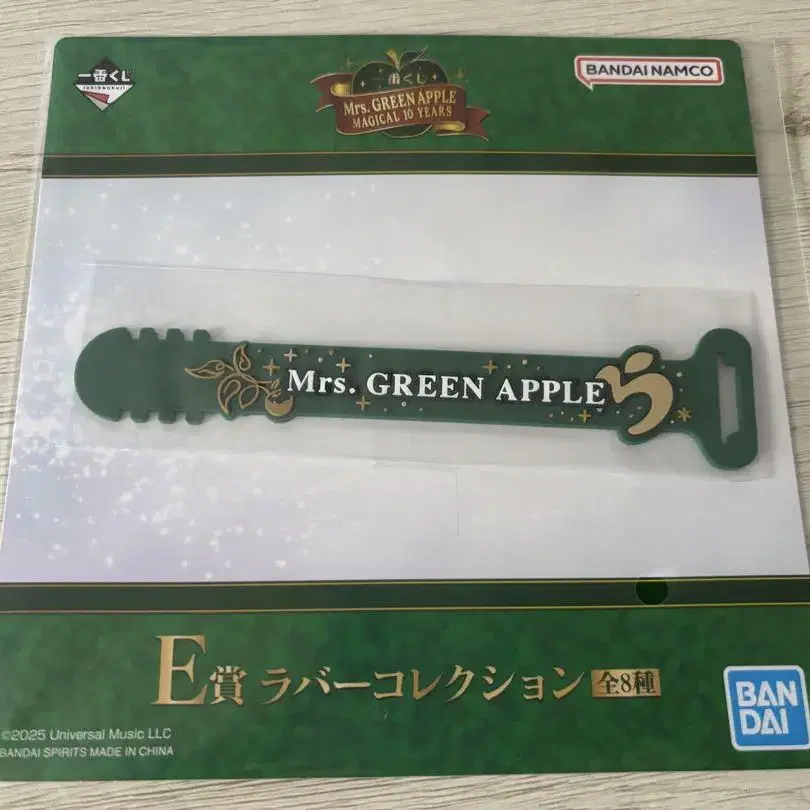 一番くじ
ICHIBANKUJI
一番くじ
Mrs. GREEN APPLE
MAGICAL 10 YEARS
BANDAI NAMCO
Mrs. GREEN APPLE
E賞 ラバーコレクション 全8種
©2025 Universal Music LLC
BANDAI SPIRITS MADE IN CHINA
BAN
DAI